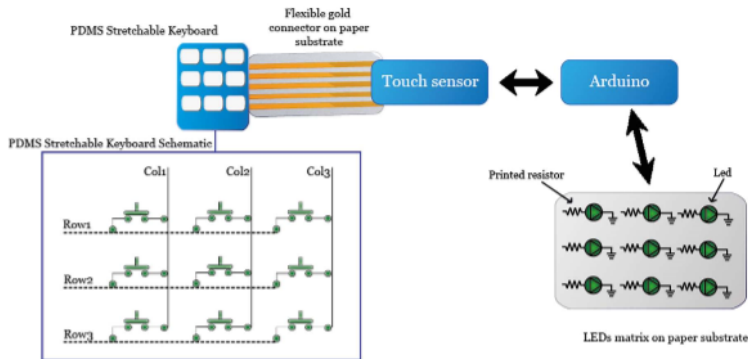 Flexible gold
connector on paper
substrate
PDMS Stretchable Keyboard
Touch sensor
Arduino
PDMS Stretchable Keyboard Schematic
Col1 Col2 Col3
Row1
Row2
Row3
Printed resistor
Led
LEDs matrix on paper substrate